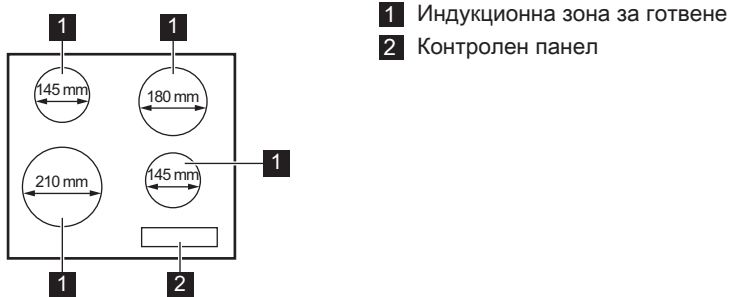 1 1
145 mm
180 mm
210 mm
145 mm
1
1 2
1 Индукционна зона за готвене
2 Контролен панел